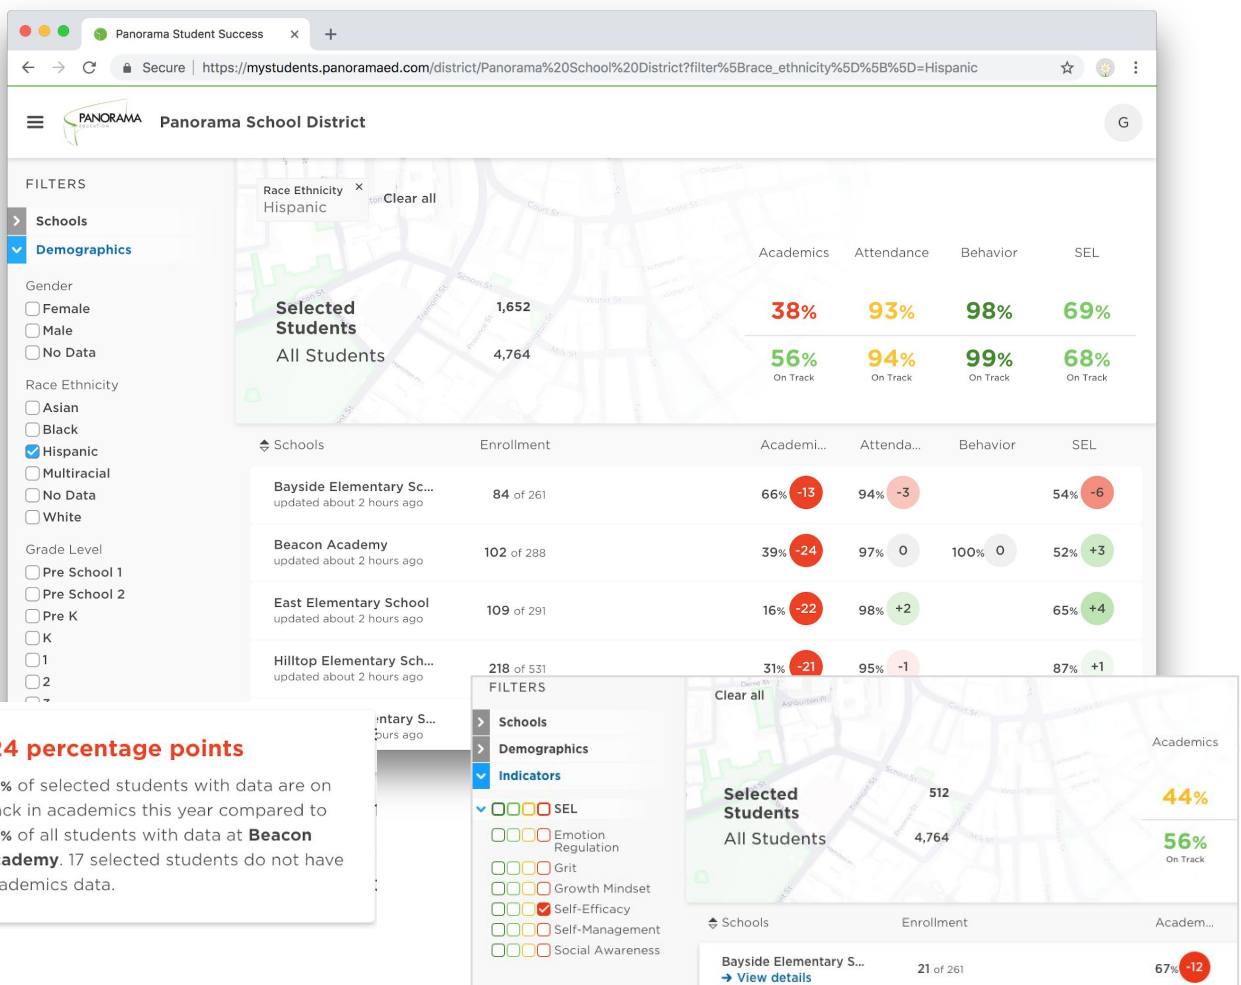 Panorama Student Success
Secure | https://mystudents.panoramaed.com/district/Panorama%20School%20District?filter%5Brace_ethnicity%5D%5B%5D=Hispanic
PANORAMA
EDUCATION
Panorama School District
G
FILTERS
Schools
Demographics
Gender
Female
Male
No Data
Race Ethnicity
Asian
Black
Hispanic
Multiracial
No Data
White
Grade Level
Pre School 1
Pre School 2
Pre K
K
1
2
Race Ethnicity ×
Hispanic
Clear all
Academics Attendance Behavior SEL
Selected Students 1,652 38% 93% 98% 69%
All Students 4,764 56% 94% 99% 68%
On Track On Track On Track On Track
Schools Enrollment Academi... Attenda... Behavior SEL
Bayside Elementary Sc... 84 of 261 66% -13 94% -3 54% -6
updated about 2 hours ago
Beacon Academy 102 of 288 39% -24 97% 0 100% 0 52% +3
updated about 2 hours ago
East Elementary School 109 of 291 16% -22 98% +2 65% +4
updated about 2 hours ago
Hilltop Elementary Sch... 218 of 531 31% -21 95% -1 87% +1
updated about 2 hours ago
entary S...
ours ago
24 percentage points
% of selected students with data are on
ack in academics this year compared to
% of all students with data at Beacon
cademy. 17 selected students do not have
ademics data.
FILTERS
Schools
Demographics
Indicators
SEL
Emotion
Regulation
Grit
Growth Mindset
Self-Efficacy
Self-Management
Social Awareness
Clear all
Academics
Selected Students 512 44%
All Students 4,764 56%
On Track
Schools Enrollment Academ...
Bayside Elementary S... 21 of 261 67% -12
→ View details